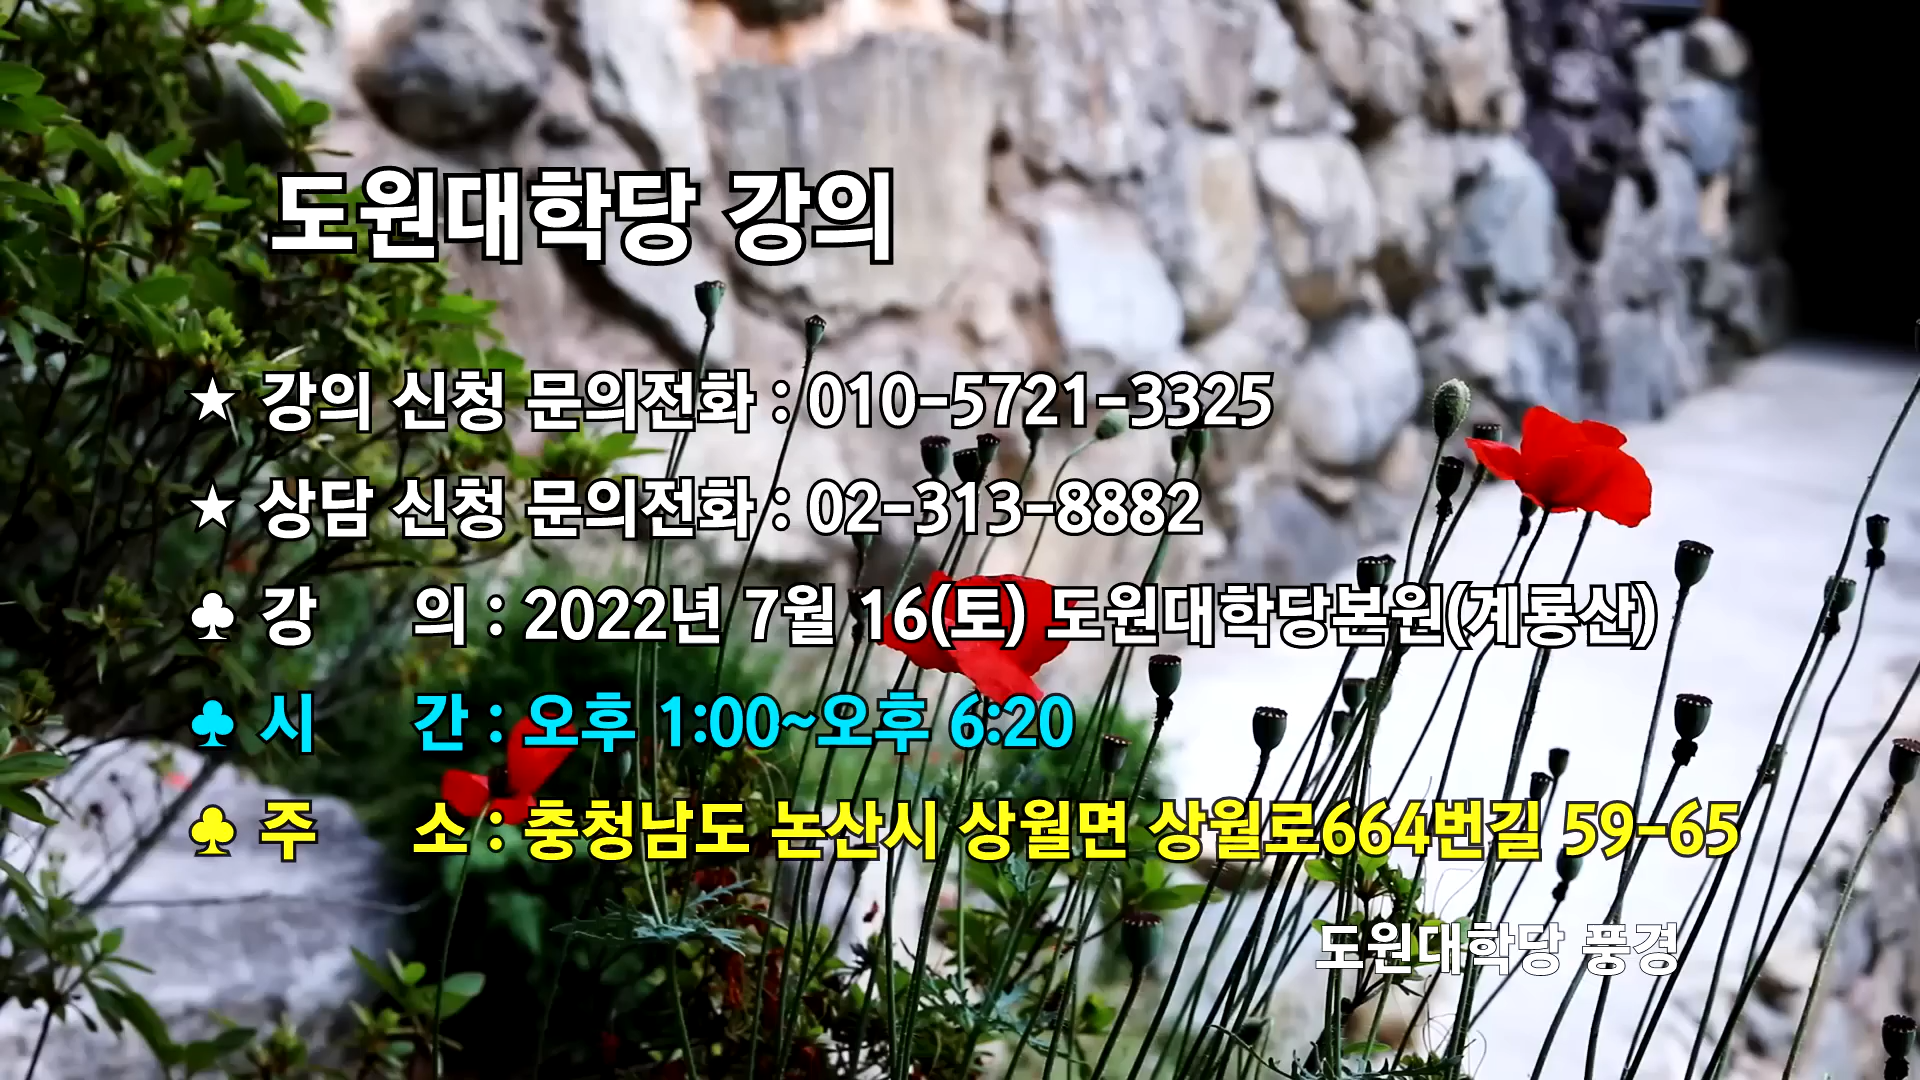 도원대학당 강의
★ 강의 신청 문의전화 : 010-5721-3325
★ 상담 신청 문의전화 : 02-313-8882
♣ 강 의 : 2022년 7월 16(토) 도원대학당본원(계룡산)
♣ 시 간 : 오후 1:00~오후 6:20
♣ 주 소 : 충청남도 논산시 상월면 상월로664번길 59-65
도원대학당 풍경